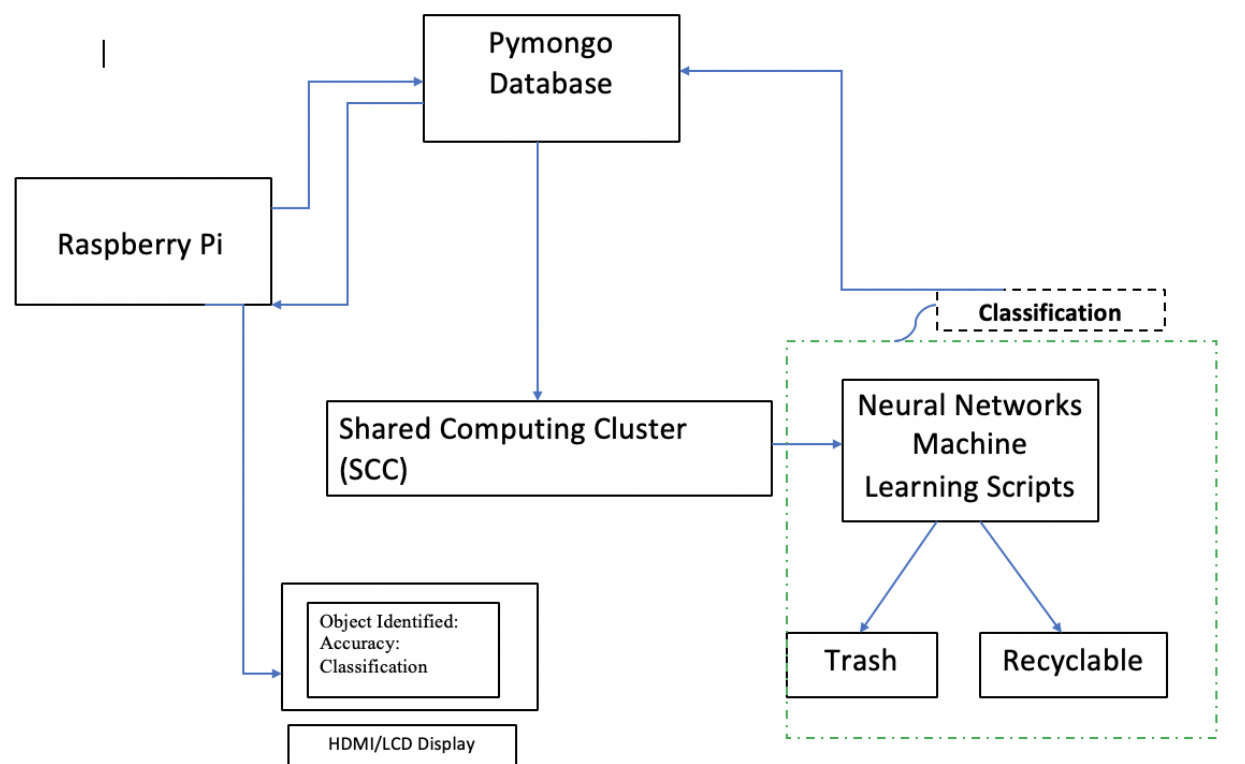 Pymongo
Database
Raspberry Pi
Classification
Shared Computing Cluster
(SCC)
Neural Networks
Machine
Learning Scripts
Trash
Recyclable
Object Identified:
Accuracy:
Classification
HDMI/LCD Display